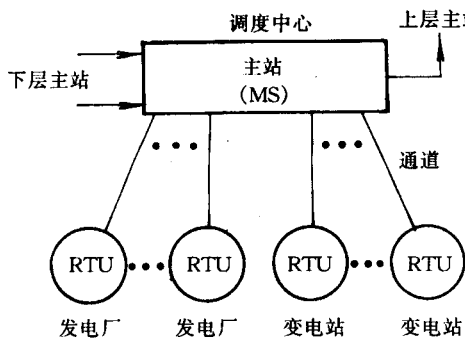 调度中心
上层主站
下层主站
主站
(MS)
通道
RTU RTU RTU RTU
发电厂 发电厂 变电站 变电站